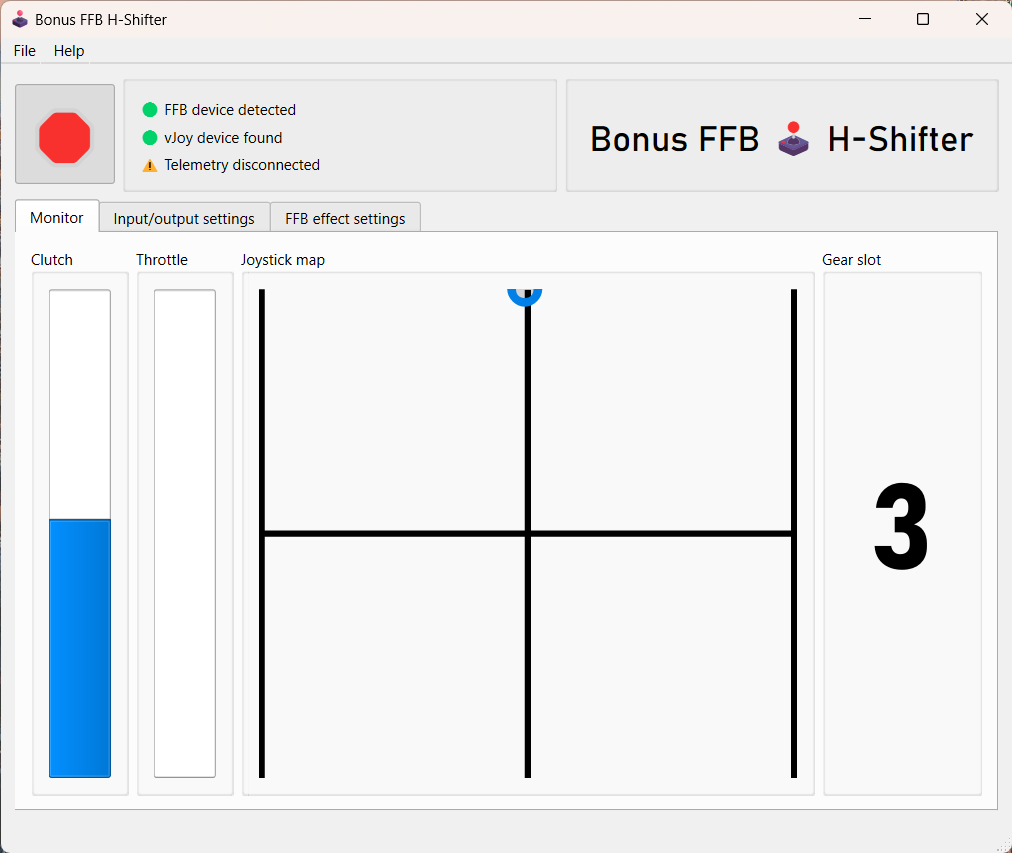 Bonus FFB H-Shifter
File Help
FFB device detected
vJoy device found
Telemetry disconnected
Bonus FFB H-Shifter
Monitor Input/output settings FFB effect settings
Clutch Throttle Joystick map Gear slot
3